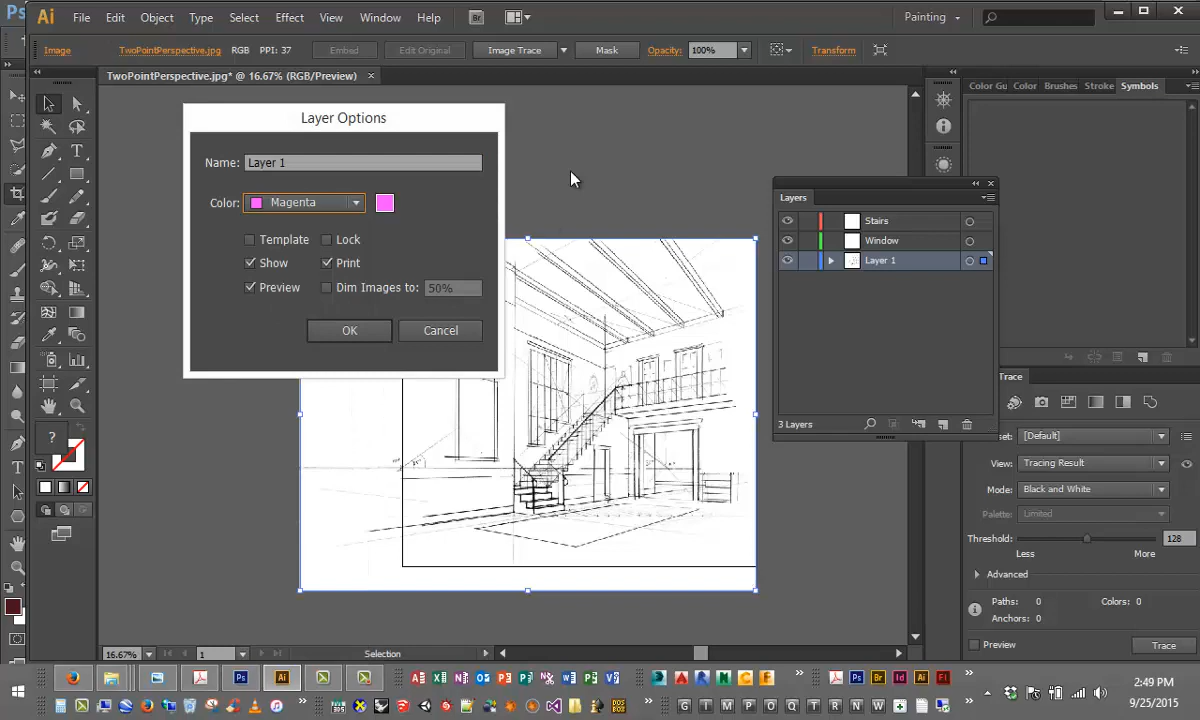 Ps
Ai File Edit Object Type Select Effect View Window Help Br Painting
Image TwoPointPerspective.jpg RGB PPI: 37 Embed Edit Original Image Trace Mask Opacity: 100% Transform
TwoPointPerspective.jpg* @ 16.67% (RGB/Preview) ×
Color Gu Color Brushes Stroke Symbols
Layer Options
Name: Layer 1
Color: Magenta
Template Lock
Show Print
Preview Dim Images to: 50%
OK Cancel
Layers
Stairs
Window
Layer 1
3 Layers
Trace
[Default]
View: Tracing Result
Mode: Black and White
Palette: Limited
Threshold: 128
Less More
Advanced
Paths: 0 Colors: 0
Anchors: 0
Preview Trace
16.67% 1 Selection
2:49 PM
9/25/2015